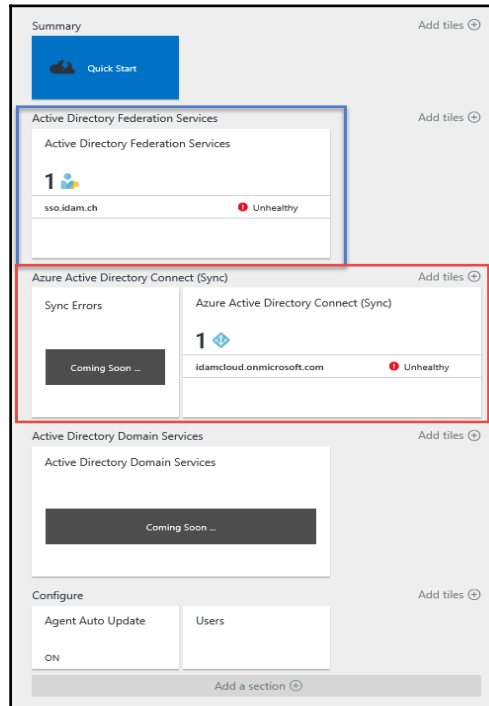 Summary
Add tiles
Quick Start
Active Directory Federation Services
Add tiles
Active Directory Federation Services
1
sso.idam.ch
Unhealthy
Azure Active Directory Connect (Sync)
Add tiles
Sync Errors
Coming Soon ...
Azure Active Directory Connect (Sync)
1
idamcloud.onmicrosoft.com
Unhealthy
Active Directory Domain Services
Add tiles
Active Directory Domain Services
Coming Soon ...
Configure
Add tiles
Agent Auto Update
ON
Users
Add a section